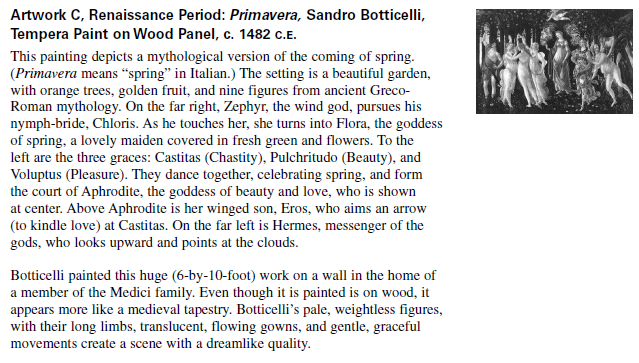 Artwork C, Renaissance Period: Primavera, Sandro Botticelli,
Tempera Paint on Wood Panel, C. 1482 C.E.
This painting depicts a mythological version of the coming of spring.
(Primavera means “spring” in Italian.) The setting is a beautiful garden,
with orange trees, golden fruit, and nine figures from ancient Greco-
Roman mythology. On the far right, Zephyr, the wind god, pursues his
nymph-bride, Chloris. As he touches her, she turns into Flora, the goddess
of spring, a lovely maiden covered in fresh green and flowers. To the
left are the three graces: Castitas (Chastity), Pulchritudo (Beauty), and
Voluptus (Pleasure). They dance together, celebrating spring, and form
the court of Aphrodite, the goddess of beauty and love, who is shown
at center. Above Aphrodite is her winged son, Eros, who aims an arrow
(to kindle love) at Castitas. On the far left is Hermes, messenger of the
gods, who looks upward and points at the clouds.
Botticelli painted this huge (6-by-10-foot) work on a wall in the home of
a member of the Medici family. Even though it is painted is on wood, it
appears more like a medieval tapestry. Botticelli’s pale, weightless figures,
with their long limbs, translucent, flowing gowns, and gentle, graceful
movements create a scene with a dreamlike quality.